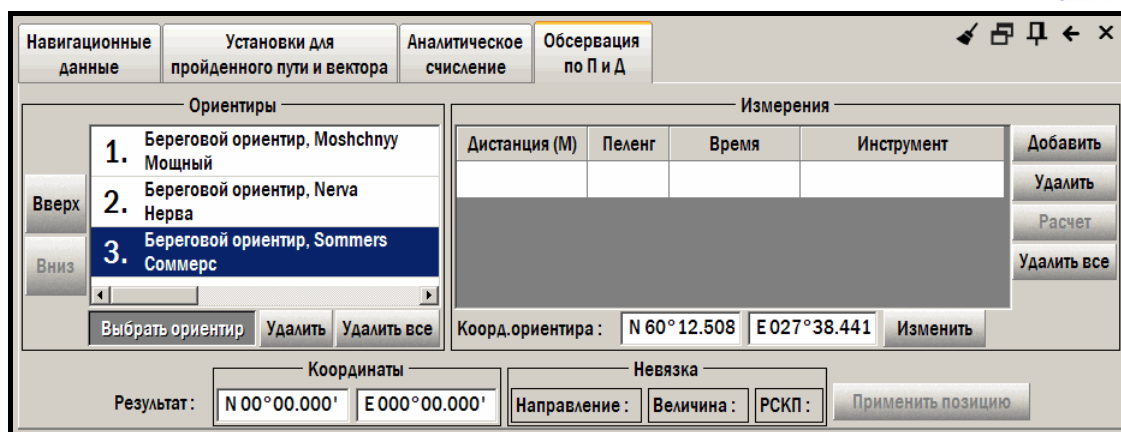 Навигационные данные
Установки для пройденного пути и вектора
Аналитическое счисление
Обсервация по П и Д
Ориентиры
Вверх
Вниз
1. Береговой ориентир, Moshchnyy
Мощный
2. Береговой ориентир, Nerva
Нерва
3. Береговой ориентир, Sommers
Соммерс
Выбрать ориентир Удалить Удалить все
Измерения
Дистанция (М) Пеленг Время Инструмент
Добавить
Удалить
Расчет
Удалить все
Коорд.ориентира : N 60°12.508 E 027°38.441 Изменить
Координаты
Результат : N 00°00.000' E 000°00.000'
Невязка
Направление : Величина : РСКП :
Применить позицию